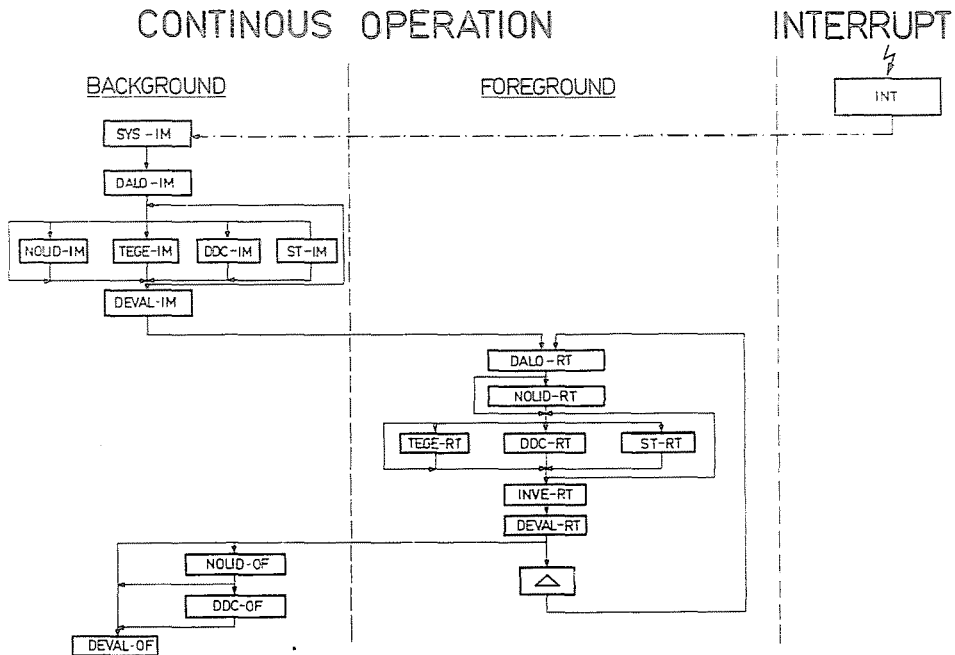 CONTINOUS OPERATION
INTERRUPT
BACKGROUND
FOREGROUND
INT
SYS-IM
DALO-IM
NOLID-IM TEGE-IM DDC-IM ST-IM
DEVAL-IM
DALO-RT
NOLID-RT
TEGE-RT DDC-RT ST-RT
INVE-RT
DEVAL-RT
NOLID-OF
DDC-OF
DEVAL-OF